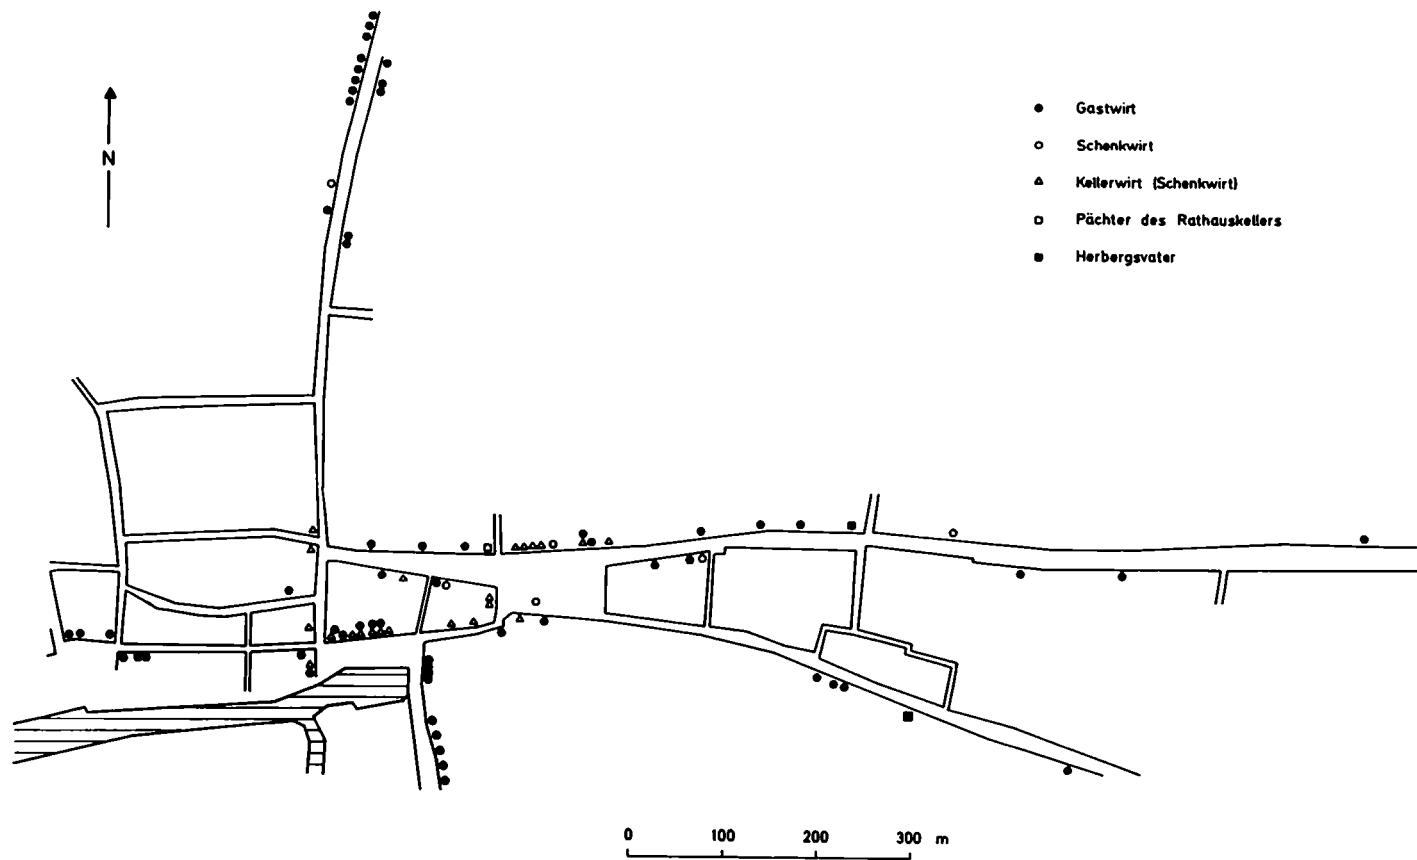 N
Gastwirt
Schenkwirt
Kellerwirt (Schenkwirt)
Pächter des Rathauskellers
Herbergsvater
0 100 200 300 m